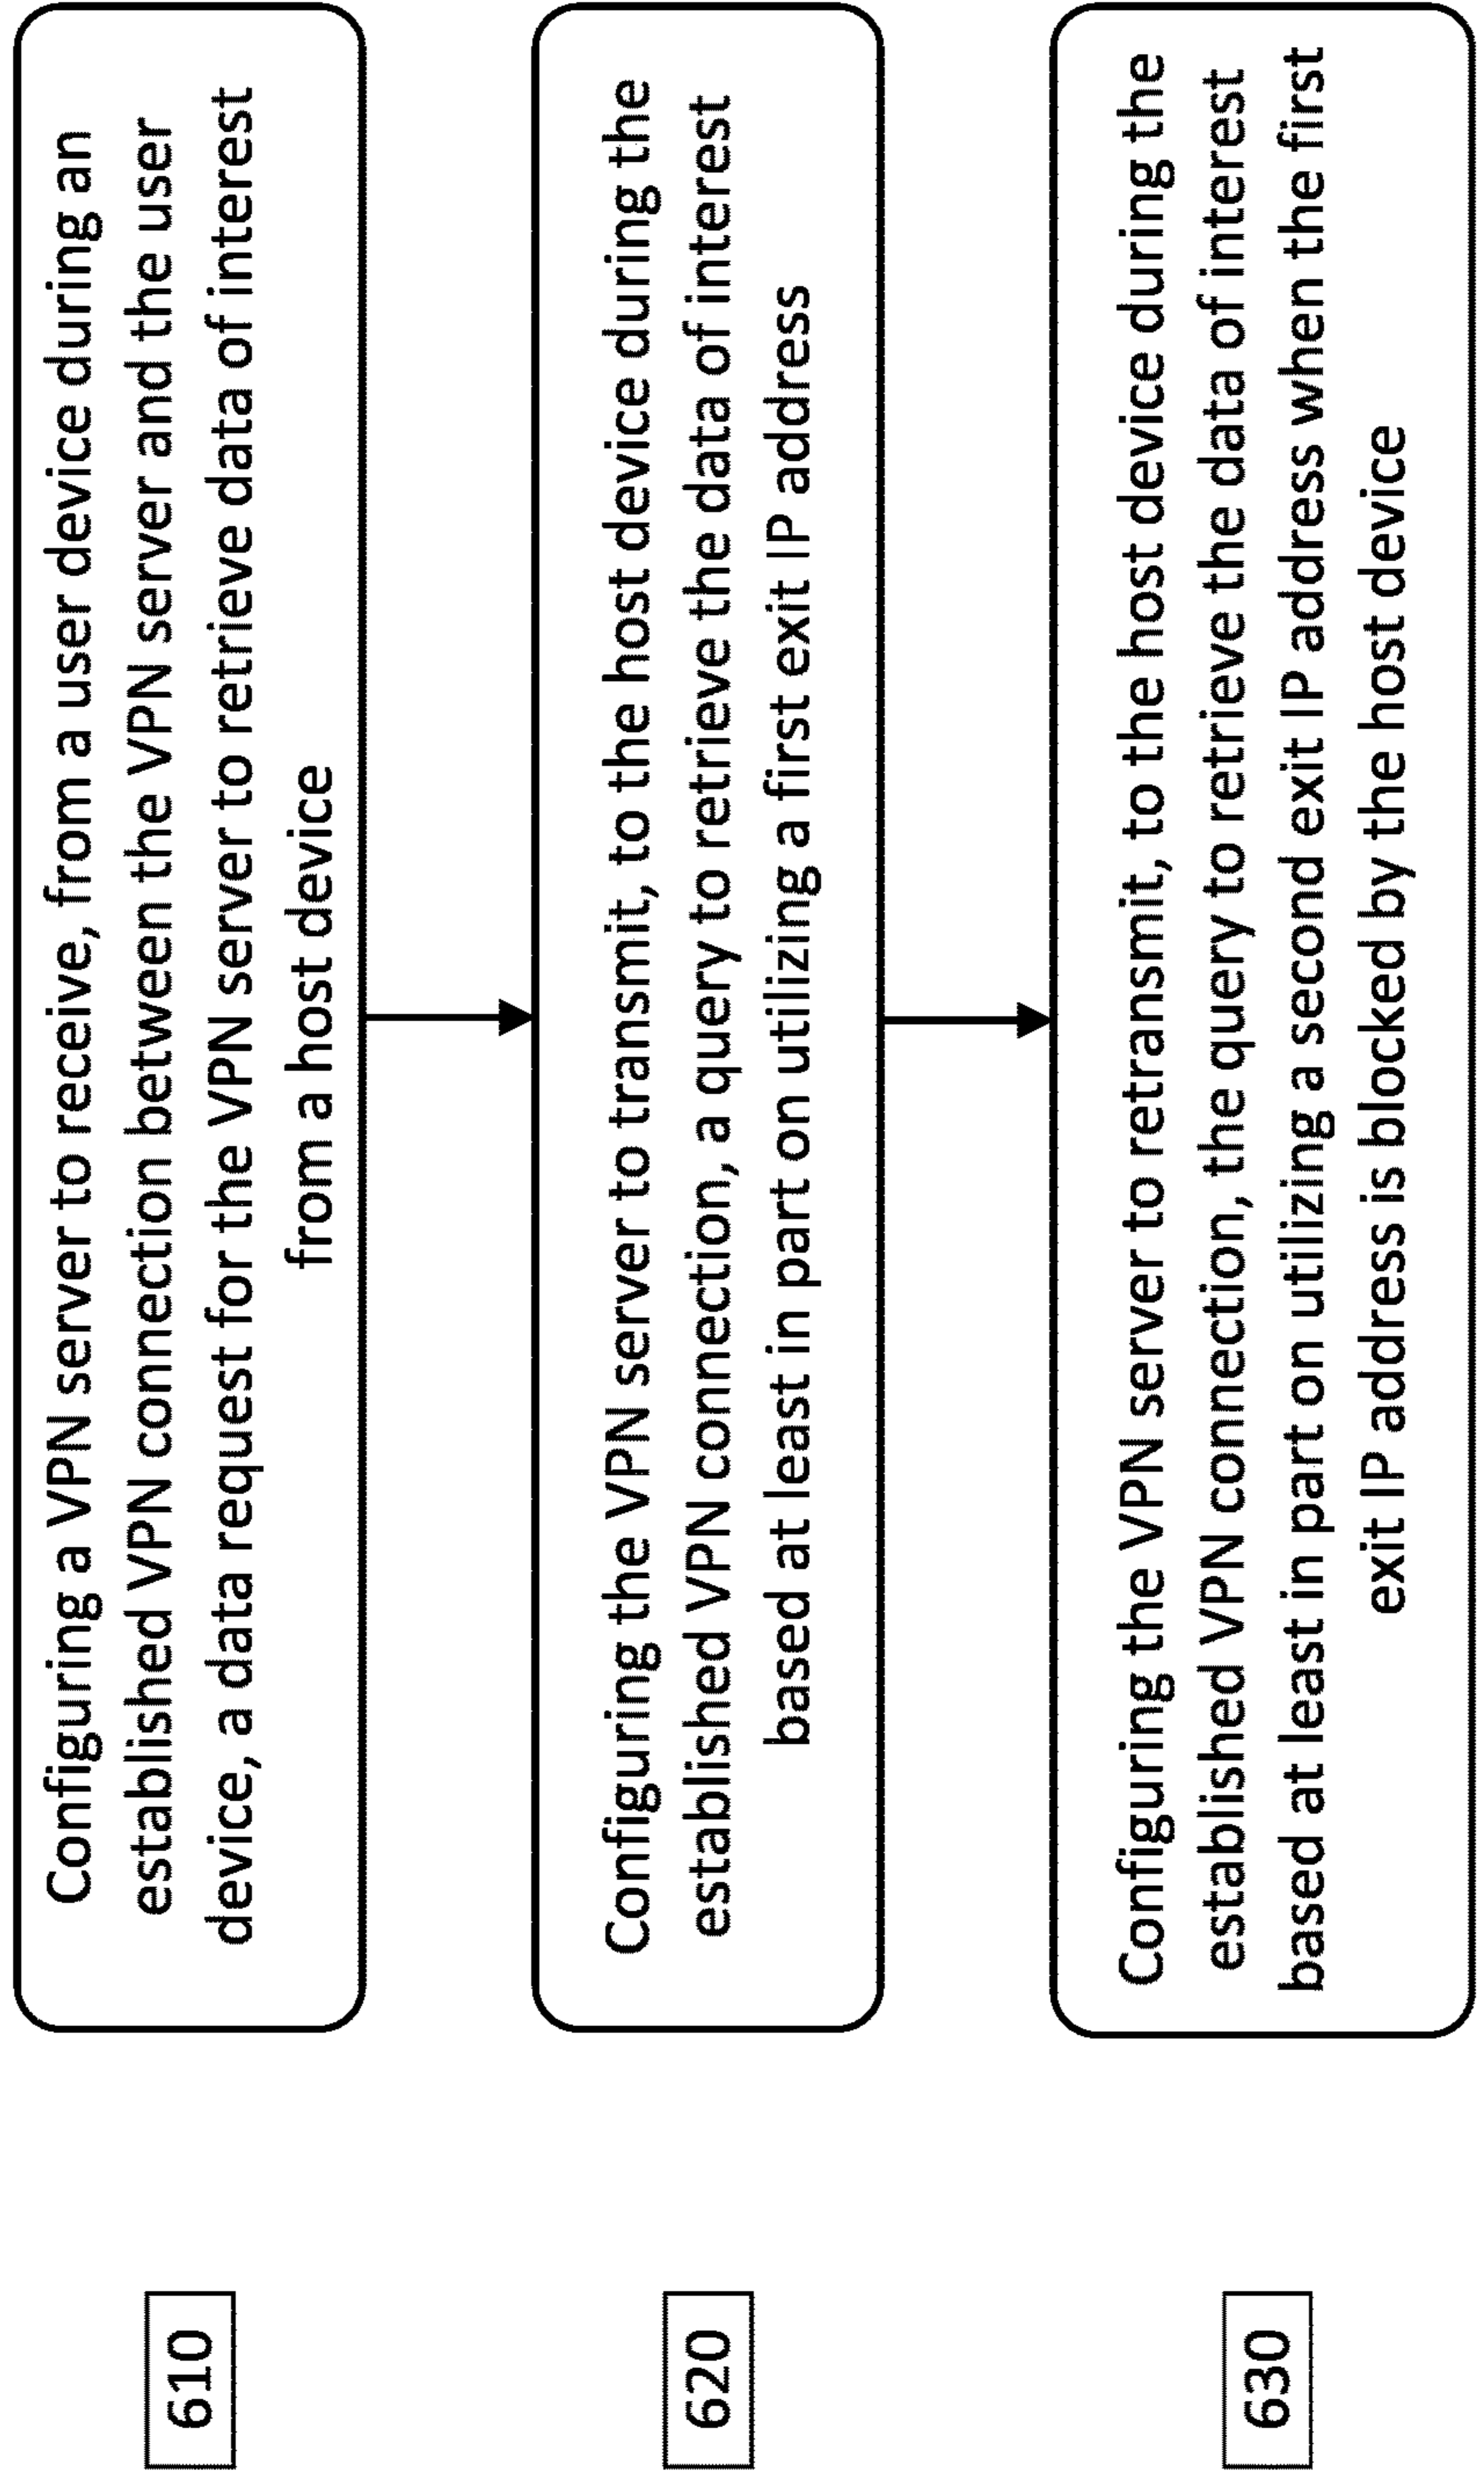 610
Configuring a VPN server to receive, from a user device during an
established VPN connection between the VPN server and the user
device, a data request for the VPN server to retrieve data of interest
from a host device
620
Configuring the VPN server to transmit, to the host device during the
established VPN connection, a query to retrieve the data of interest
based at least in part on utilizing a first exit IP address
630
Configuring the VPN server to retransmit, to the host device during the
established VPN connection, the query to retrieve the data of interest
based at least in part on utilizing a second exit IP address when the first
exit IP address is blocked by the host device